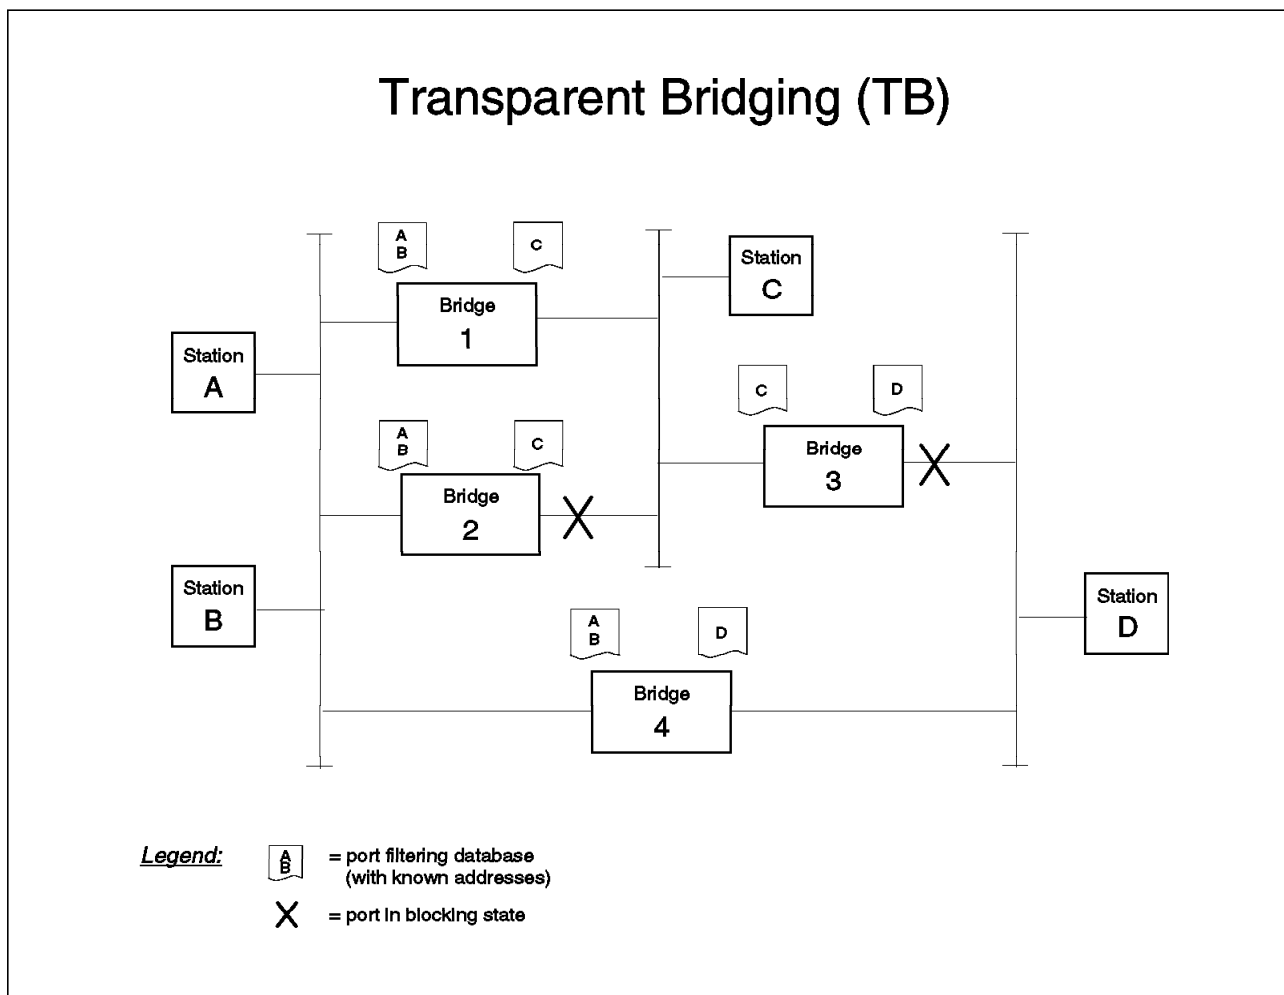 Transparent Bridging (TB)
A
B
C
Bridge
1
Station
C
Station
A
A
B
C
Bridge
2
C
D
Bridge
3
Station
B
A
B
D
Bridge
4
Station
D
Legend:
A
B
= port filtering database
(with known addresses)
= port in blocking state